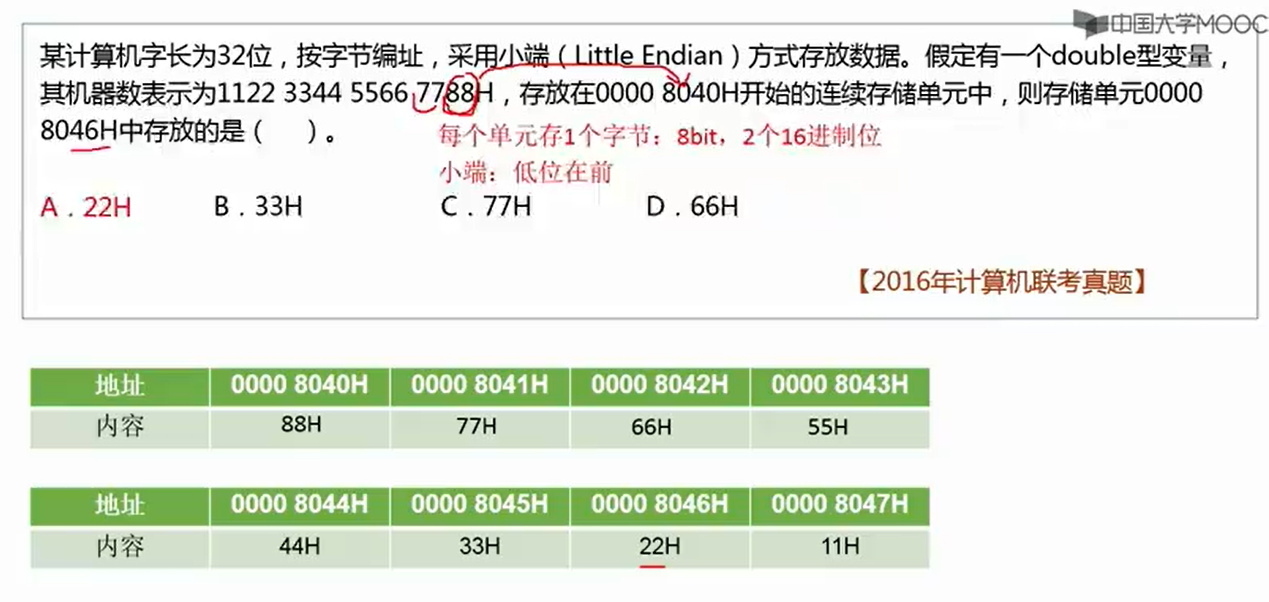 中国大学MOOC
某计算机字长为32位，按字节编址，采用小端（Little Endian）方式存放数据。假定有一个double型变量，
其机器数表示为1122 3344 5566 7788H，存放在0000 8040H开始的连续存储单元中，则存储单元0000
8046H中存放的是（　　）。
每个单元存1个字节：8bit，2个16进制位
小端：低位在前
A．22H B．33H C．77H D．66H
【2016年计算机联考真题】
地址 0000 8040H 0000 8041H 0000 8042H 0000 8043H
内容 88H 77H 66H 55H
地址 0000 8044H 0000 8045H 0000 8046H 0000 8047H
内容 44H 33H 22H 11H